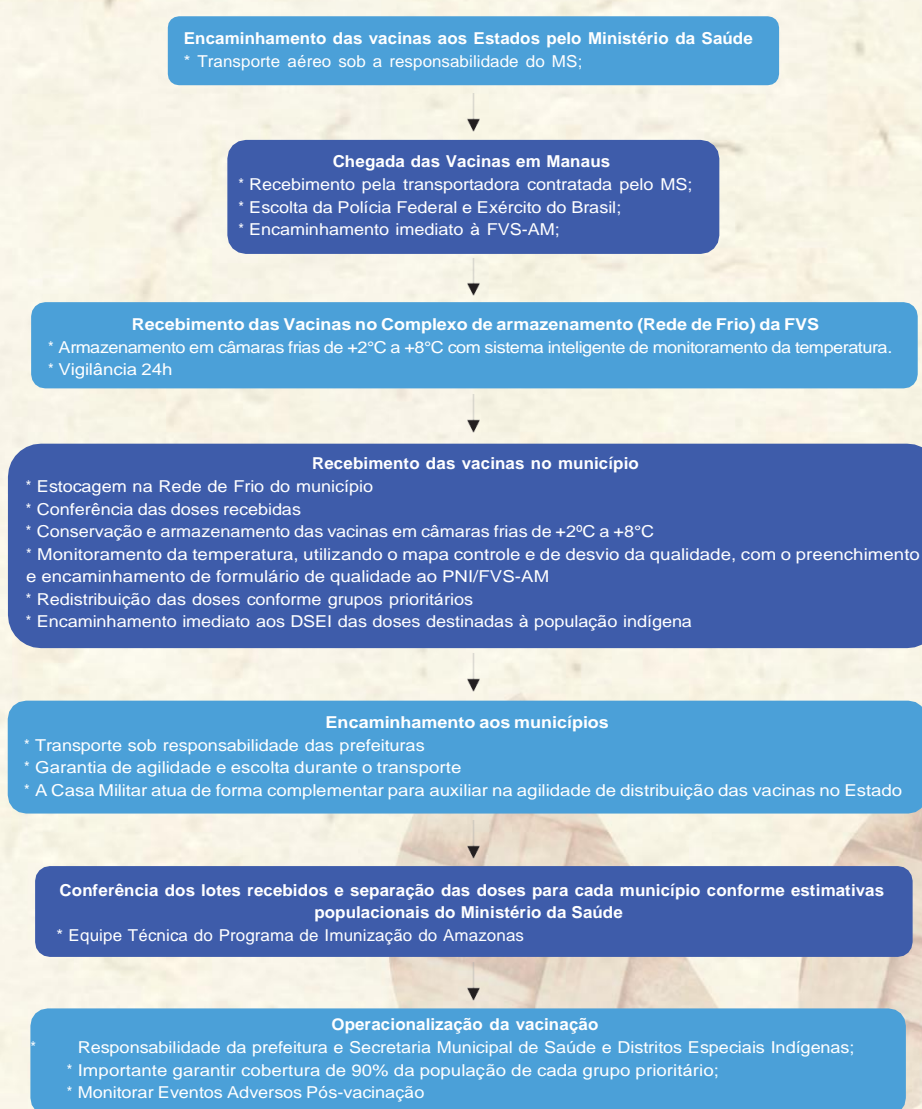 Encaminhamento das vacinas aos Estados pelo Ministério da Saúde
* Transporte aéreo sob a responsabilidade do MS;
Chegada das Vacinas em Manaus
* Recebimento pela transportadora contratada pelo MS;
* Escolta da Polícia Federal e Exército do Brasil;
* Encaminhamento imediato à FVS-AM;
Recebimento das Vacinas no Complexo de armazenamento (Rede de Frio) da FVS
* Armazenamento em câmaras frias de +2°C a +8°C com sistema inteligente de monitoramento da temperatura.
* Vigilância 24h
Recebimento das vacinas no município
* Estocagem na Rede de Frio do município
* Conferência das doses recebidas
* Conservação e armazenamento das vacinas em câmaras frias de +2ºC a +8°C
* Monitoramento da temperatura, utilizando o mapa controle e de desvio da qualidade, com o preenchimento
e encaminhamento de formulário de qualidade ao PNI/FVS-AM
* Redistribuição das doses conforme grupos prioritários
* Encaminhamento imediato aos DSEI das doses destinadas à população indígena
Encaminhamento aos municípios
* Transporte sob responsabilidade das prefeituras
* Garantia de agilidade e escolta durante o transporte
* A Casa Militar atua de forma complementar para auxiliar na agilidade de distribuição das vacinas no Estado
Conferência dos lotes recebidos e separação das doses para cada município conforme estimativas
populacionais do Ministério da Saúde
* Equipe Técnica do Programa de Imunização do Amazonas
Operacionalização da vacinação
* Responsabilidade da prefeitura e Secretaria Municipal de Saúde e Distritos Especiais Indígenas;
* Importante garantir cobertura de 90% da população de cada grupo prioritário;
* Monitorar Eventos Adversos Pós-vacinação